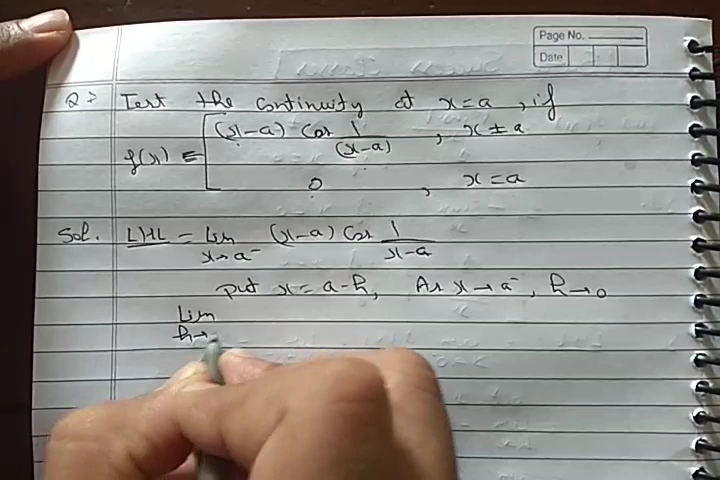 Page No.
Date
Q:- Test the continuity at x=a, if
f(x) = [(x-a) cos 1/(x-a) , x ≠ a
0 , x = a
Sol. LHL = Lim x→a⁻ (x-a) cos 1/x-a
put x = a-h, As x→a⁻, h→0
Lim h→